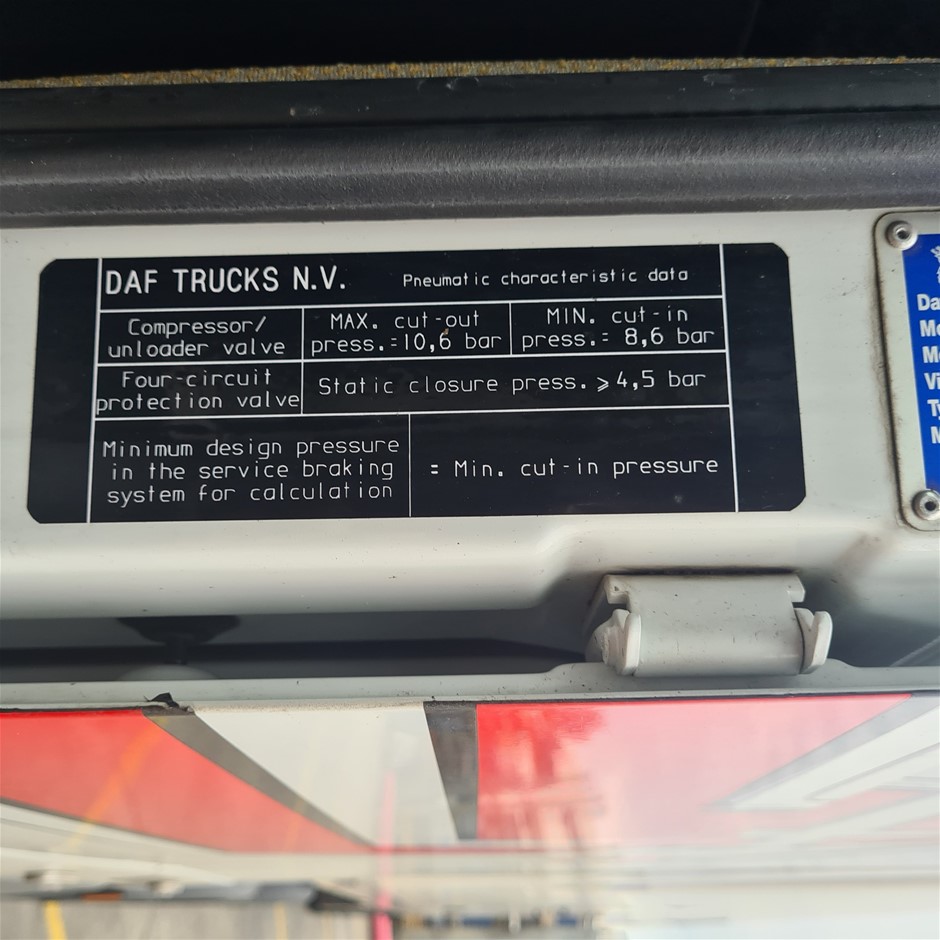 DAF TRUCKS N.V. Pneumatic characteristic data
Compressor/
unloader valve
MAX. cut-out
press.=10,6 bar
MIN. cut-in
press.= 8,6 bar
Four-circuit
protection valve
Static closure press. ⩾4,5 bar
Minimum design pressure
in the service braking
system for calculation
= Min. cut-in pressure